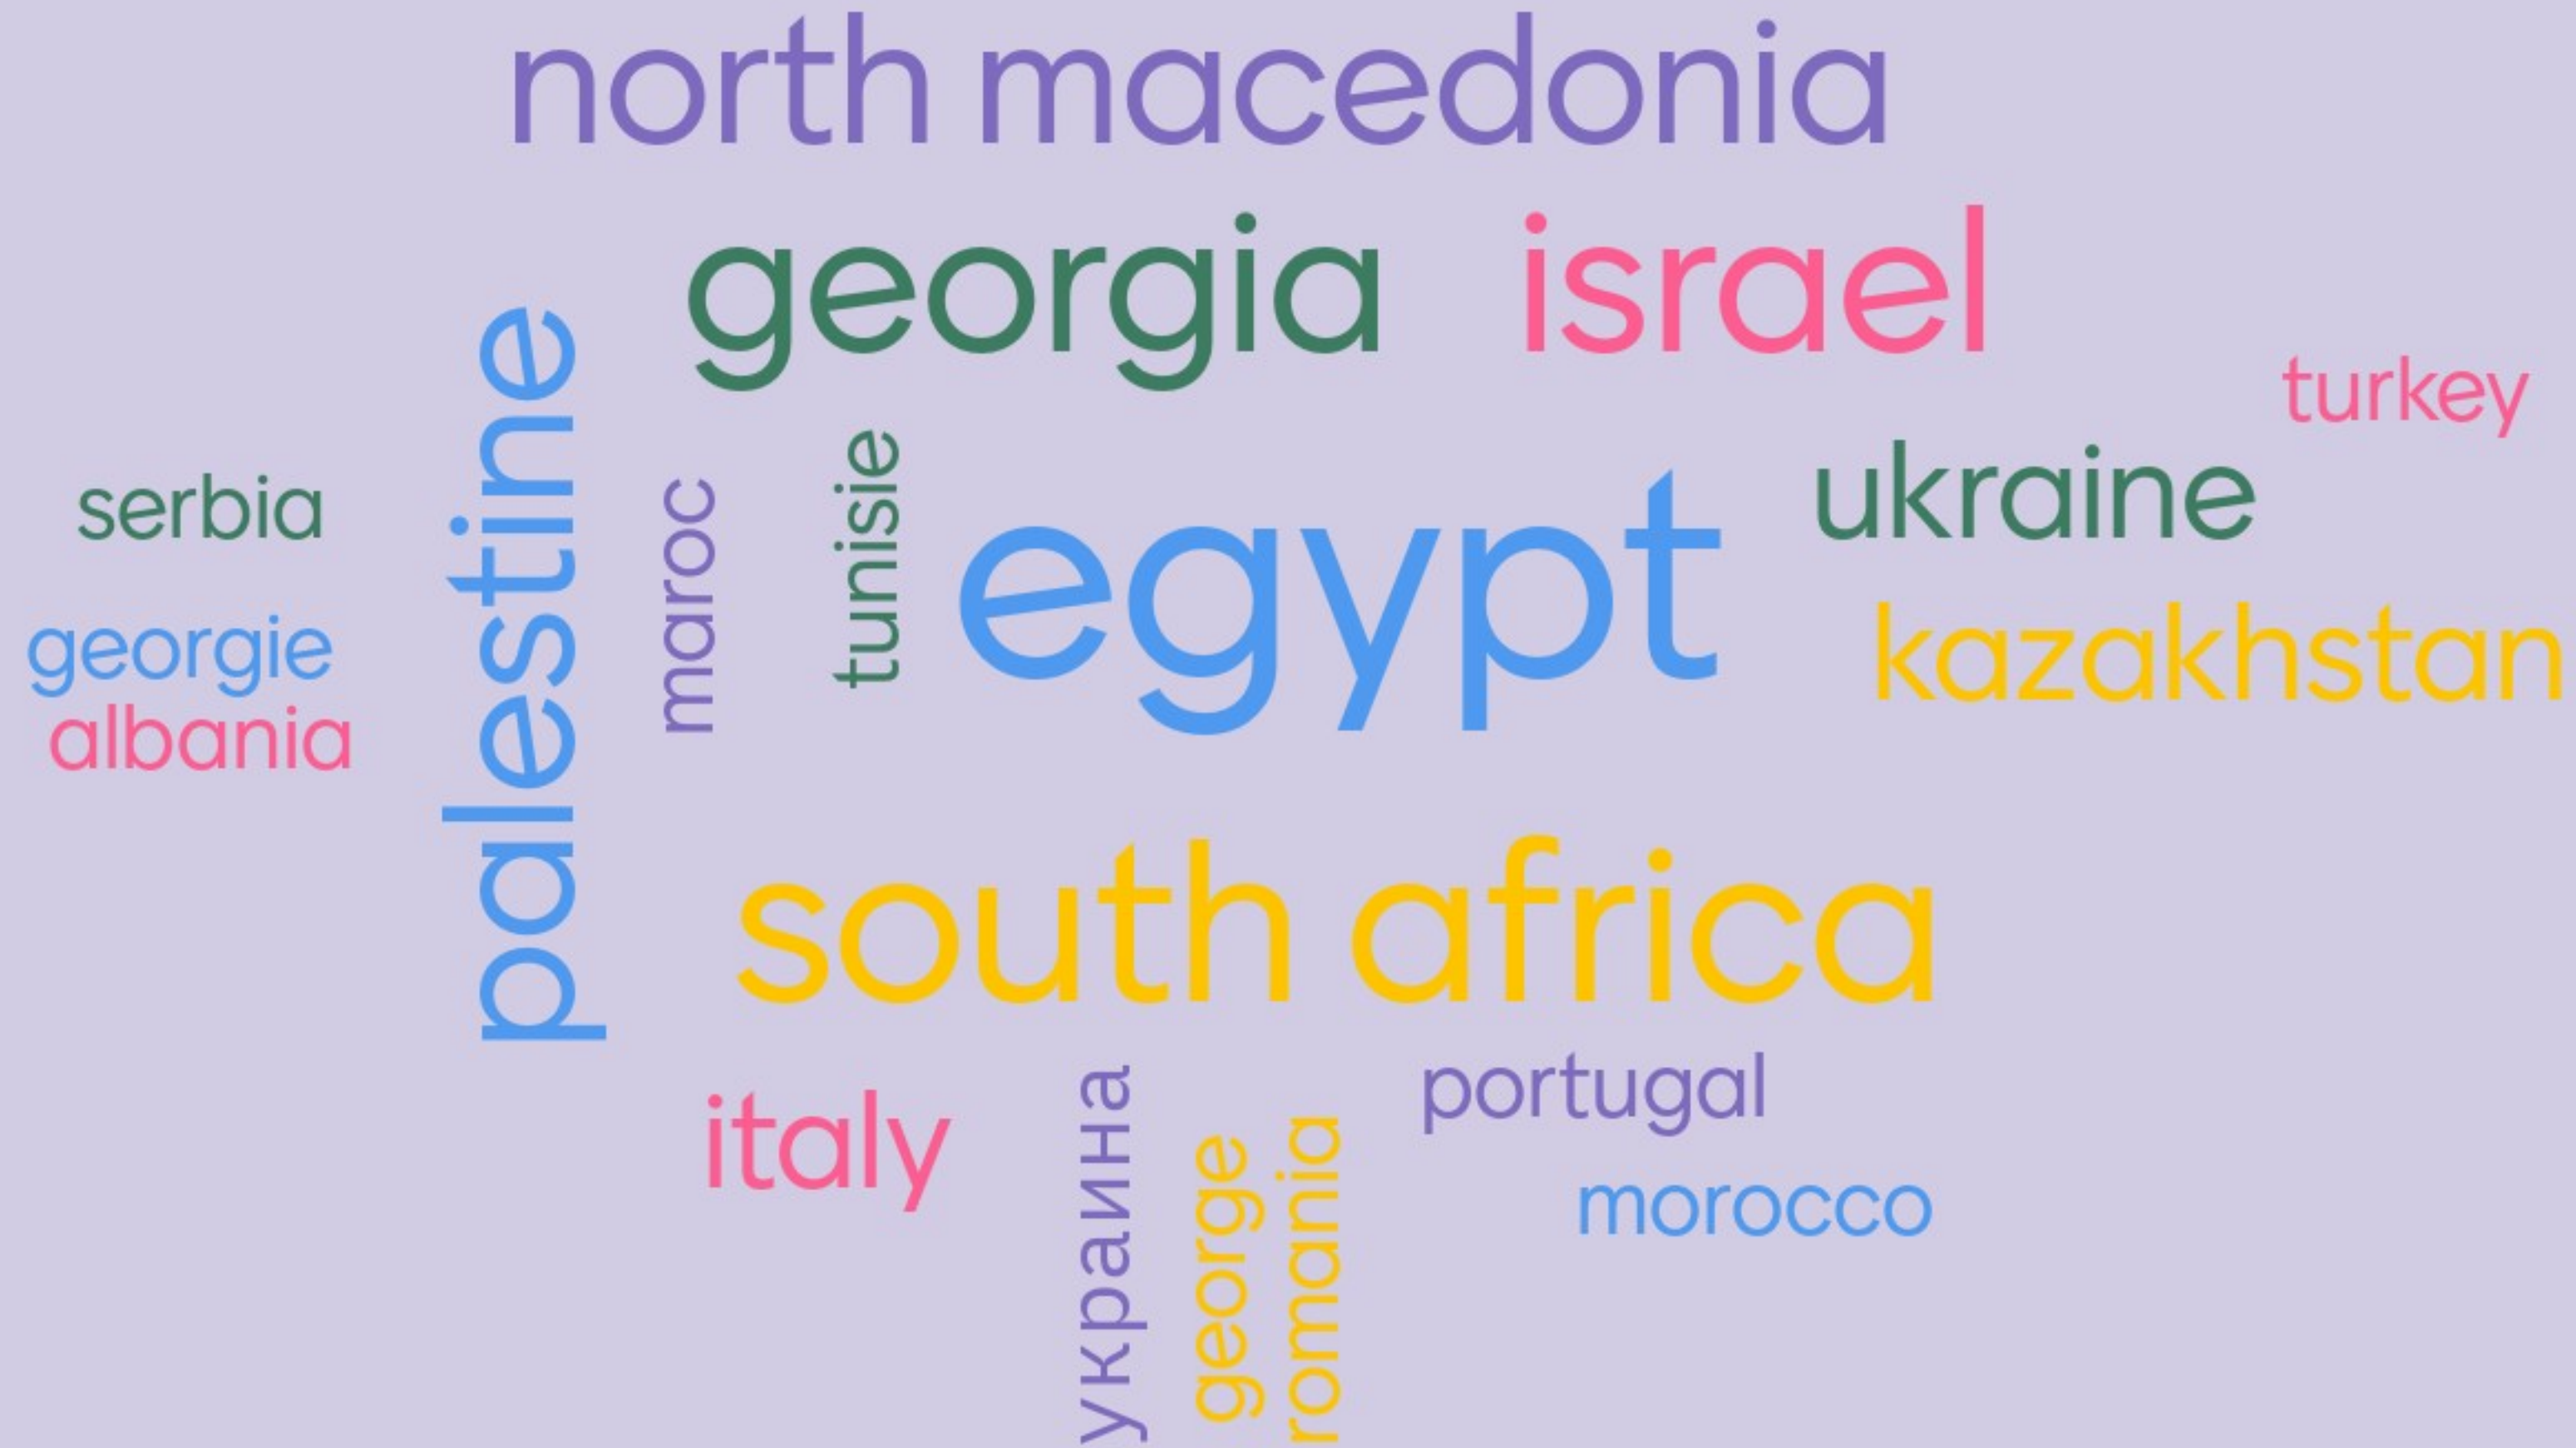 north macedonia
georgia
israel
turkey
palestine
serbia
maroc
tunisie
egypt
ukraine
georgie
kazakhstan
albania
south africa
italy
украина
george
romania
portugal
morocco